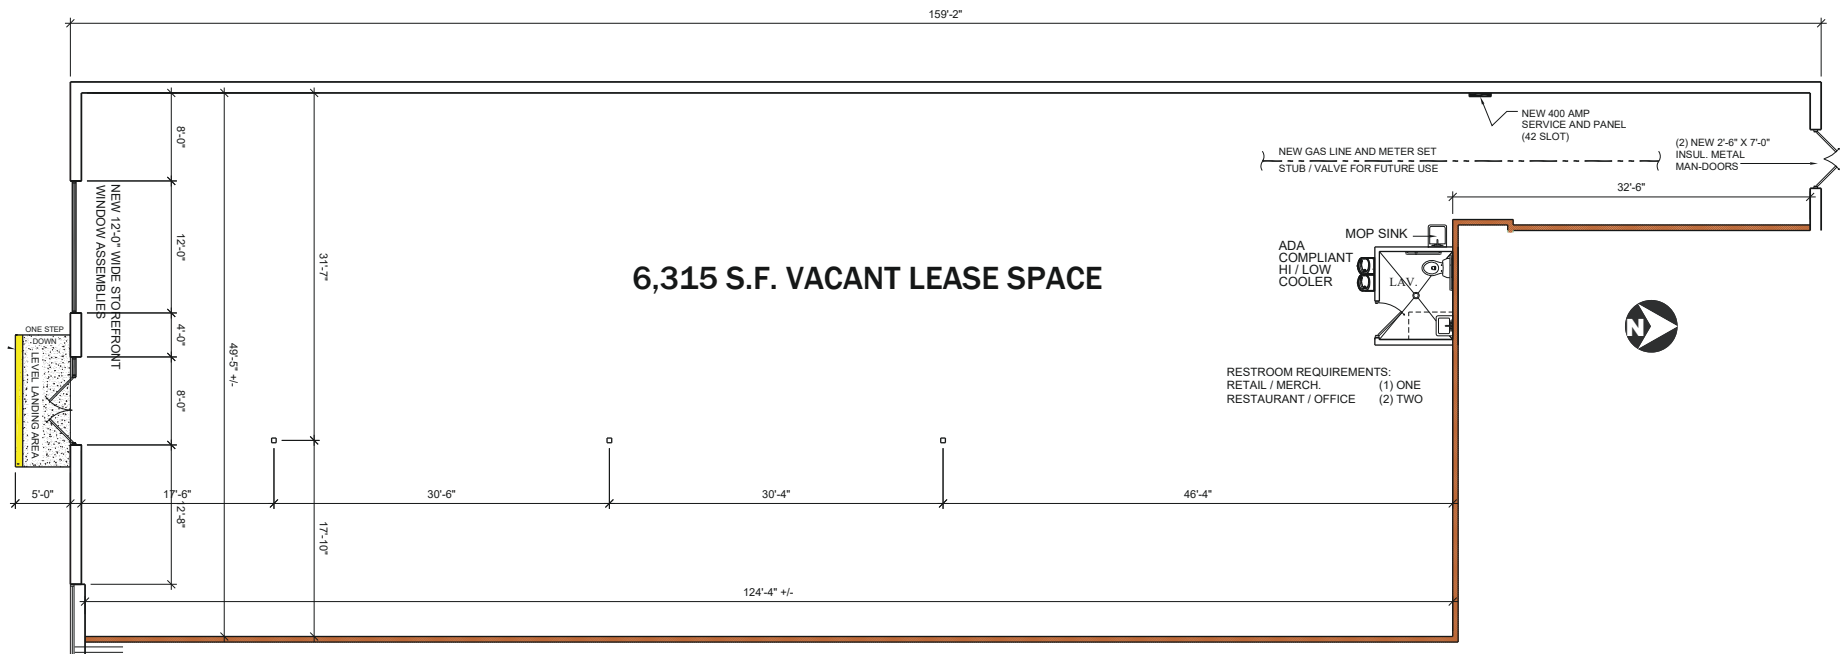 159'-2"
NEW 400 AMP
SERVICE AND PANEL
(42 SLOT)
(2) NEW 2'-6" X 7'-0"
INSUL. METAL
MAN-DOORS
NEW GAS LINE AND METER SET
STUB / VALVE FOR FUTURE USE
32'-6"
8'-0"
NEW 12'-0" WIDE STOREFRONT
WINDOW ASSEMBLIES
12'-0"
31'-7"
6,315 S.F. VACANT LEASE SPACE
MOP SINK
ADA
COMPLIANT
HI / LOW
COOLER
LAV.
N
ONE STEP
DOWN
LEVEL LANDING AREA
4'-0"
49'-5" +/-
8'-0"
RESTROOM REQUIREMENTS:
RETAIL / MERCH. (1) ONE
RESTAURANT / OFFICE (2) TWO
5'-0"
17'-6"
30'-6"
30'-4"
46'-4"
17'-10"
124'-4" +/-